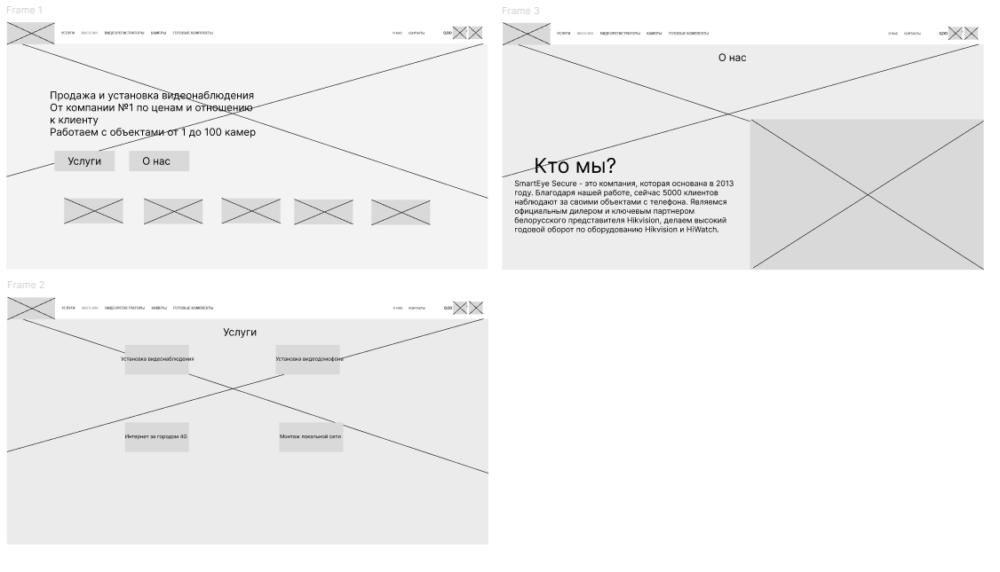 Frame 1
УСЛУГИ МАГАЗИН ВИДЕОРЕГИСТРАТОРЫ КАМЕРЫ ГОТОВЫЕ КОМПЛЕКТЫ О НАС КОНТАКТЫ 0,00
Продажа и установка видеонаблюдения
От компании №1 по ценам и отношению
к клиенту
Работаем с объектами от 1 до 100 камер
Услуги О нас
Frame 3
УСЛУГИ МАГАЗИН ВИДЕОРЕГИСТРАТОРЫ КАМЕРЫ ГОТОВЫЕ КОМПЛЕКТЫ О НАС КОНТАКТЫ 0,00
О нас
Кто мы?
SmartEye Secure - это компания, которая основана в 2013
году. Благодаря нашей работе, сейчас 5000 клиентов
наблюдают за своими объектами с телефона. Являемся
официальным дилером и ключевым партнером
белорусского представителя Hikvision, делаем высокий
годовой оборот по оборудованию Hikvision и HiWatch.
Frame 2
УСЛУГИ МАГАЗИН ВИДЕОРЕГИСТРАТОРЫ КАМЕРЫ ГОТОВЫЕ КОМПЛЕКТЫ О НАС КОНТАКТЫ 0,00
Услуги
Установка видеонаблюдения Установка видеодомофона
Интернет за городом 4G Монтаж локальной сети